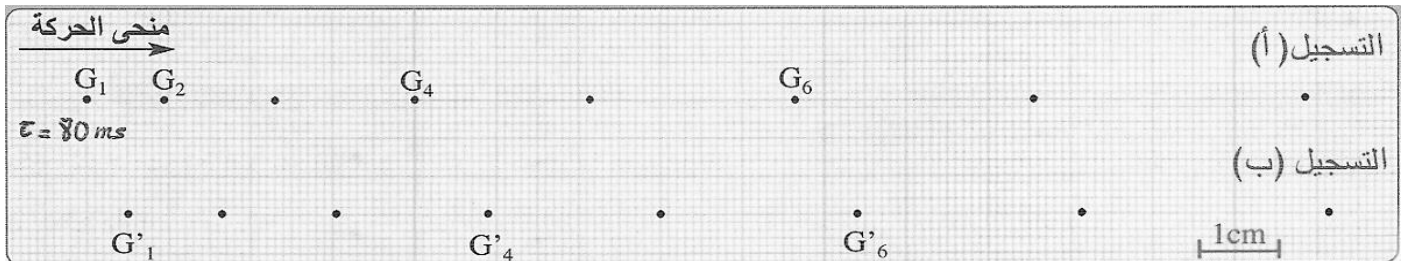 منحى الحركة
التسجيل (أ)
G₁ G₂ G₄ G₆
τ = 80 ms
التسجيل (ب)
G'₁ G'₄ G'₆
1cm